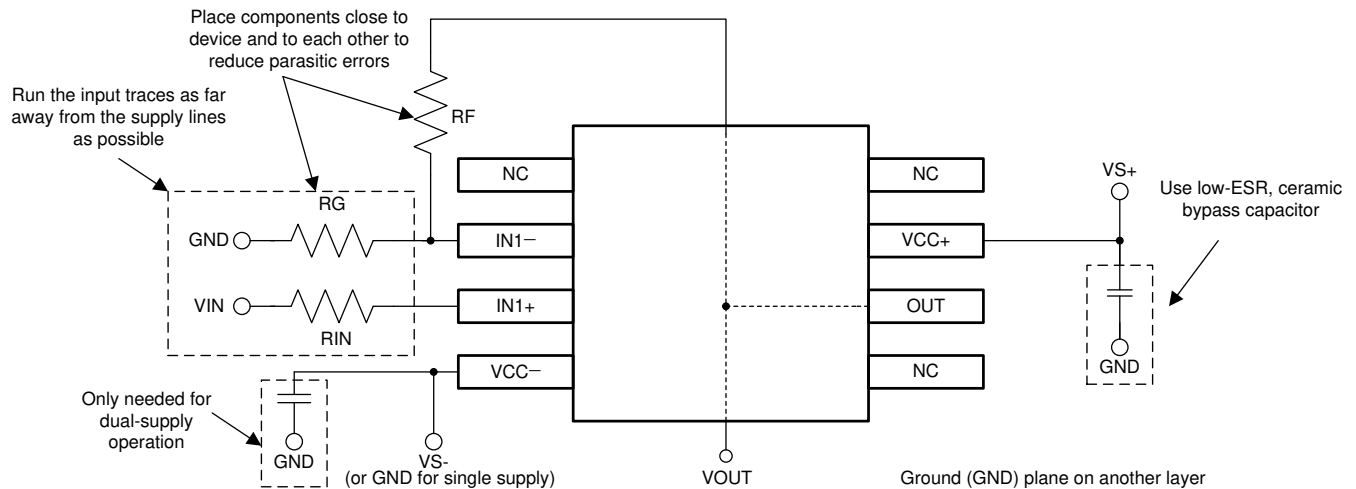 Place components close to
device and to each other to
reduce parasitic errors
Run the input traces as far
away from the supply lines
as possible
RF
NC
NC
VS+
Use low-ESR, ceramic
bypass capacitor
RG
GND
IN1−
VCC+
VIN
IN1+
OUT
RIN
VCC−
NC
GND
Only needed for
dual-supply
operation
GND
VS-
(or GND for single supply)
VOUT
Ground (GND) plane on another layer